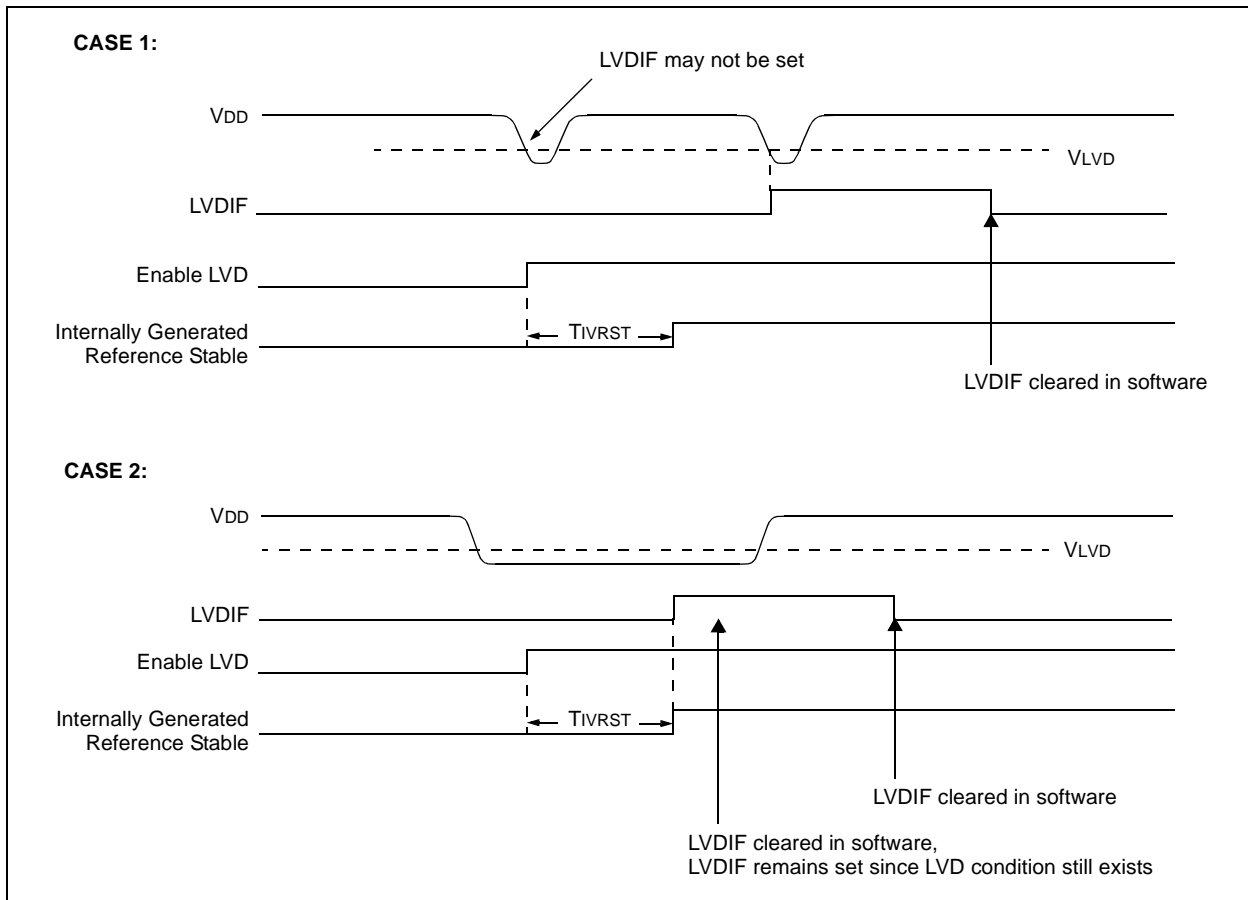 CASE 1:
LVDIF may not be set
VDD
VLVD
LVDIF
Enable LVD
Internally Generated
Reference Stable
TIVRST
LVDIF cleared in software
CASE 2:
VDD
VLVD
LVDIF
Enable LVD
Internally Generated
Reference Stable
TIVRST
LVDIF cleared in software
LVDIF cleared in software,
LVDIF remains set since LVD condition still exists